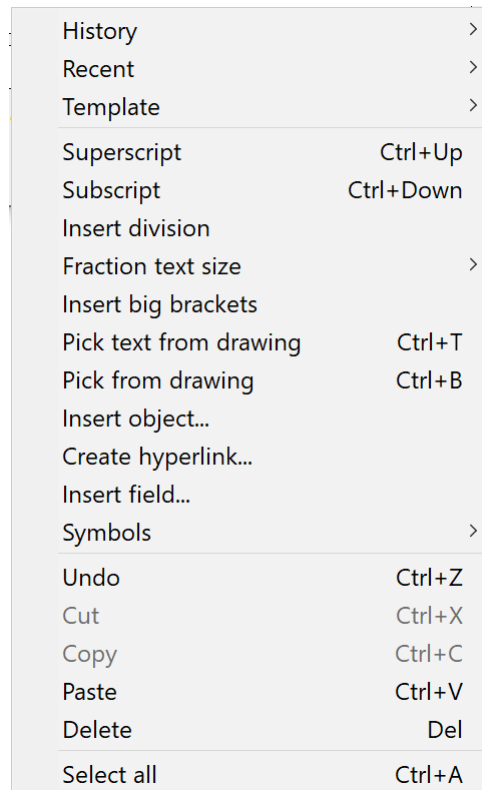 History
Recent
Template
Superscript Ctrl+Up
Subscript Ctrl+Down
Insert division
Fraction text size
Insert big brackets
Pick text from drawing Ctrl+T
Pick from drawing Ctrl+B
Insert object...
Create hyperlink...
Insert field...
Symbols
Undo Ctrl+Z
Cut Ctrl+X
Copy Ctrl+C
Paste Ctrl+V
Delete Del
Select all Ctrl+A